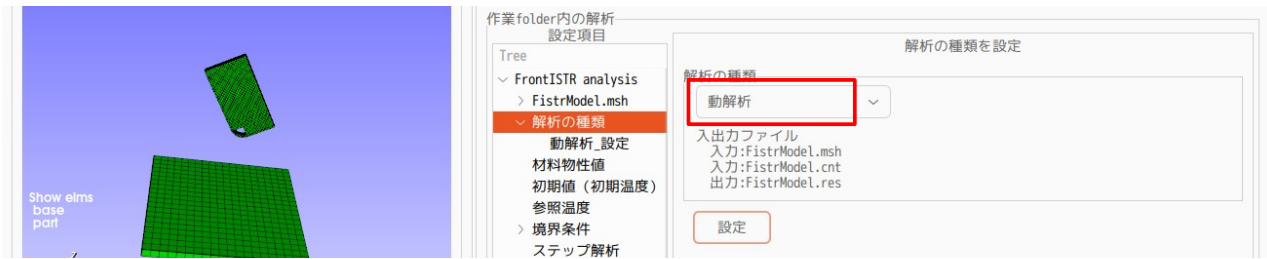 作業folder内の解析
設定項目
Tree
FrontISTR analysis
FistrModel.msh
解析の種類
動解析_設定
材料物性値
初期値（初期温度）
参照温度
境界条件
ステップ解析
解析の種類を設定
解析の種類
動解析
入出力ファイル
入力:FistrModel.msh
入力:FistrModel.cnt
出力:FistrModel.res
設定
Show elms
base
part